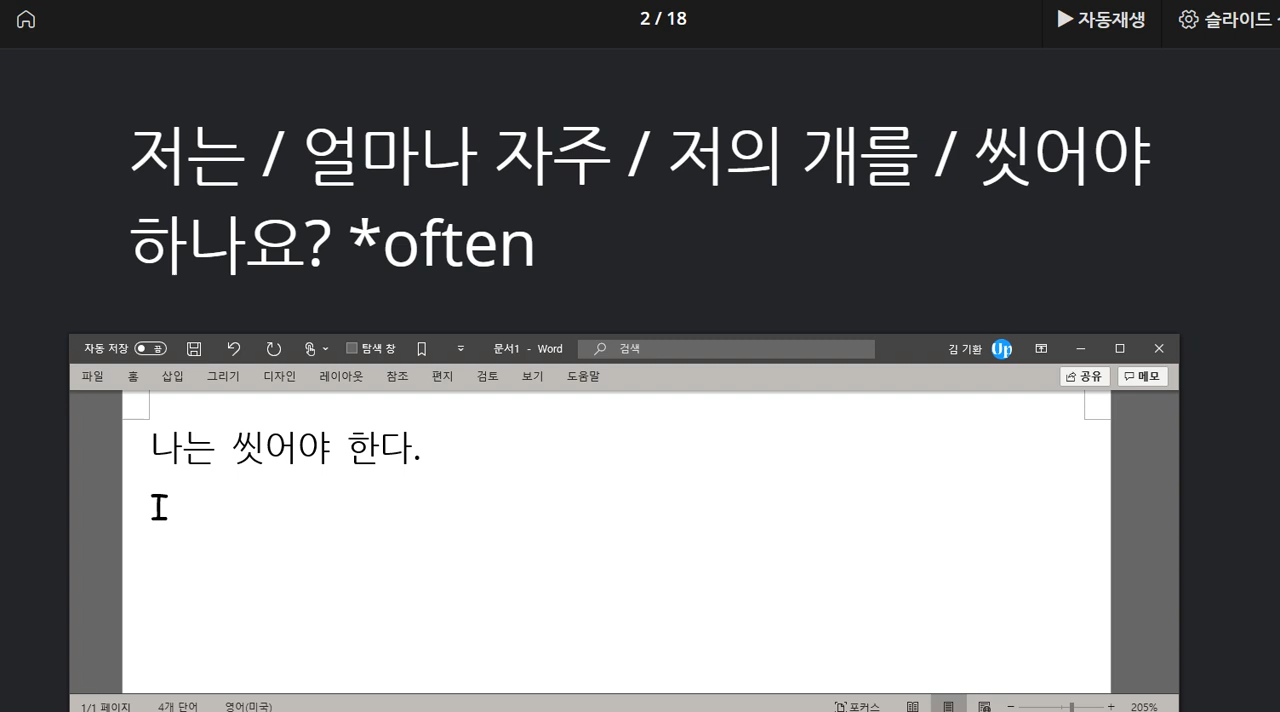 2 / 18
자동재생
슬라이드
저는 / 얼마나 자주 / 저의 개를 / 씻어야
하나요? *often
자동 저장 끔
탐색 창
문서1 - Word
검색
김 기환
Up
파일 홈 삽입 그리기 디자인 레이아웃 참조 편지 검토 보기 도움말
공유
메모
나는 씻어야 한다.
I
1/1 페이지 4개 단어 영어(미국)
포커스
205%